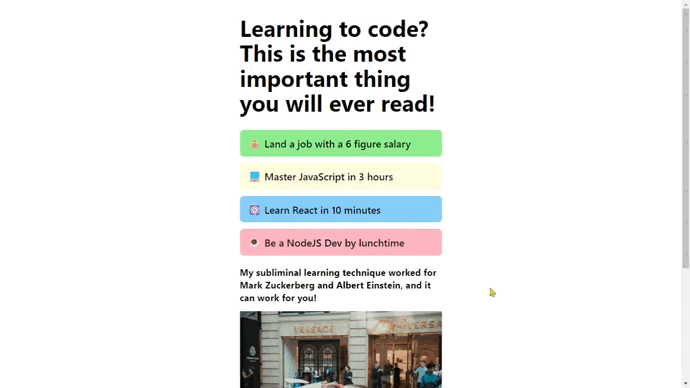 Learning to code?
This is the most
important thing
you will ever read!
💰 Land a job with a 6 figure salary
💻 Master JavaScript in 3 hours
⚛️ Learn React in 10 minutes
☕ Be a NodeJS Dev by lunchtime
My subliminal learning technique worked for
Mark Zuckerberg and Albert Einstein, and it
can work for you!
VERSACE